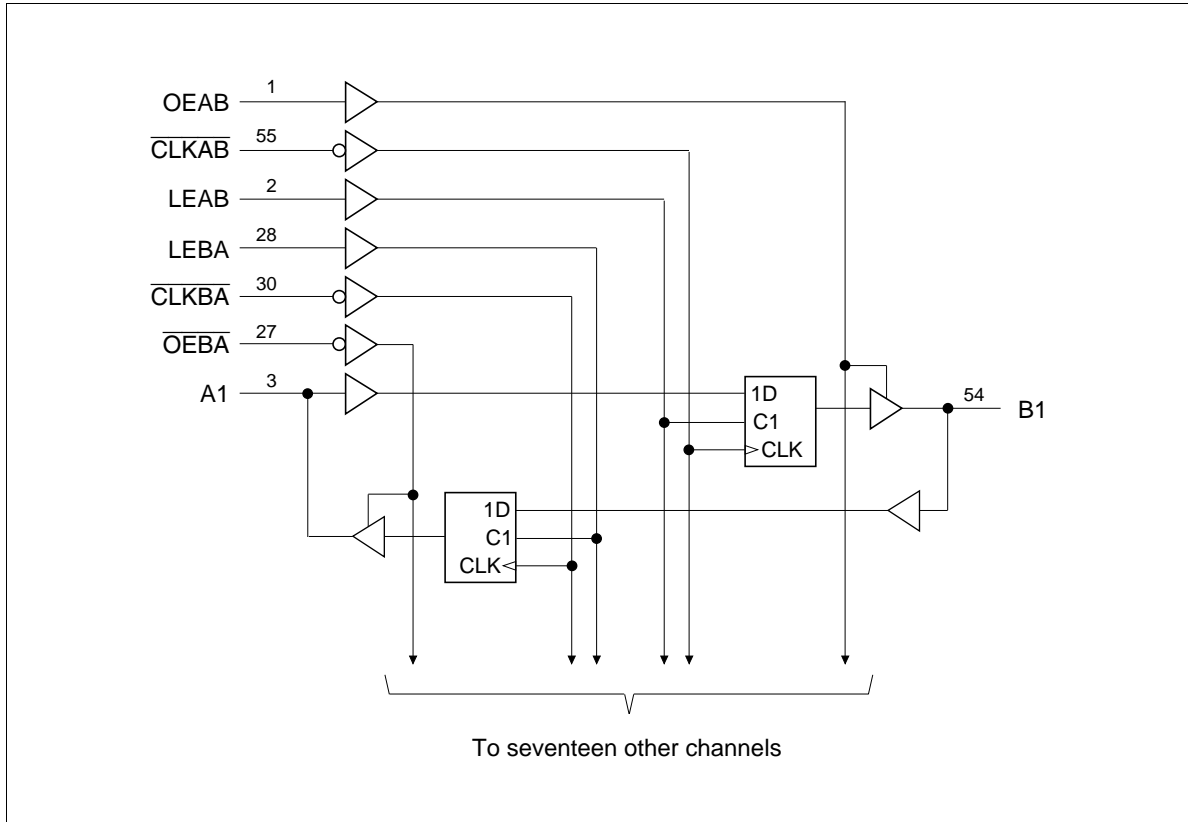 OEAB 1
CLKAB 55
LEAB 2
LEBA 28
CLKBA 30
OEBA 27
A1 3
1D
C1
CLK
54 B1
1D
C1
CLK
To seventeen other channels